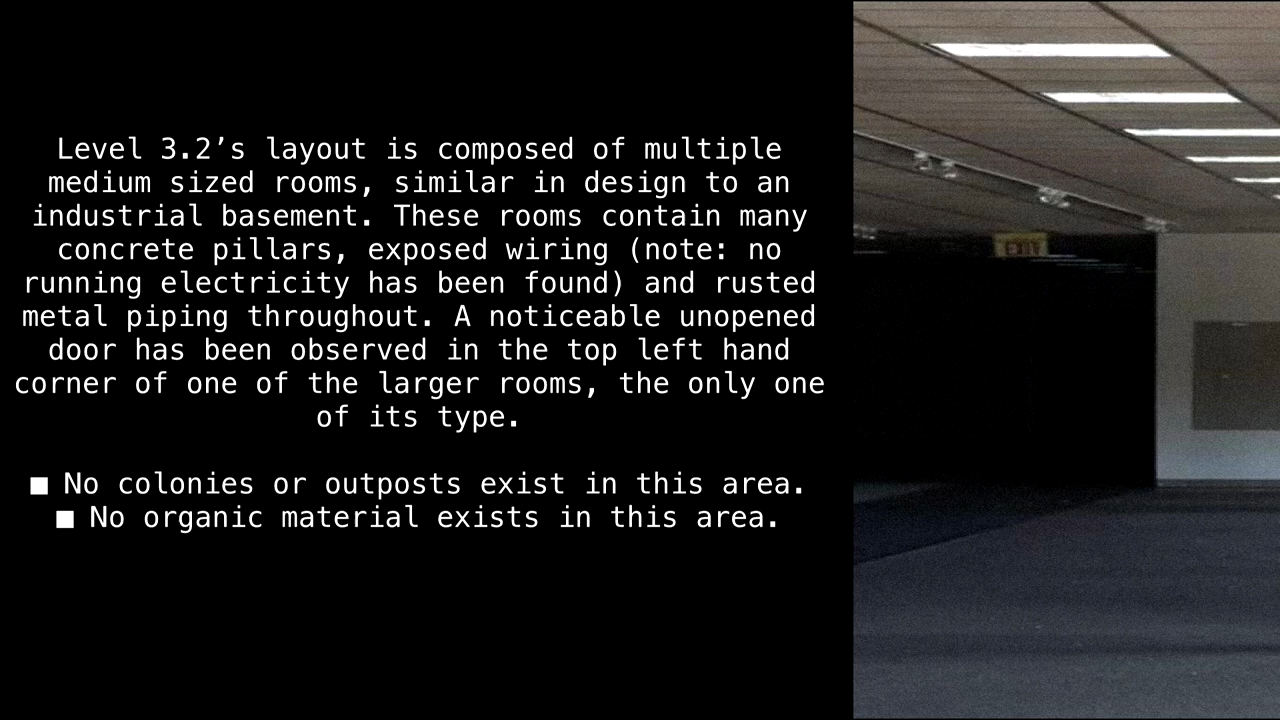 Level 3.2’s layout is composed of multiple
medium sized rooms, similar in design to an
industrial basement. These rooms contain many
concrete pillars, exposed wiring (note: no
running electricity has been found) and rusted
metal piping throughout. A noticeable unopened
door has been observed in the top left hand
corner of one of the larger rooms, the only one
of its type.
■ No colonies or outposts exist in this area.
■ No organic material exists in this area.
EXIT